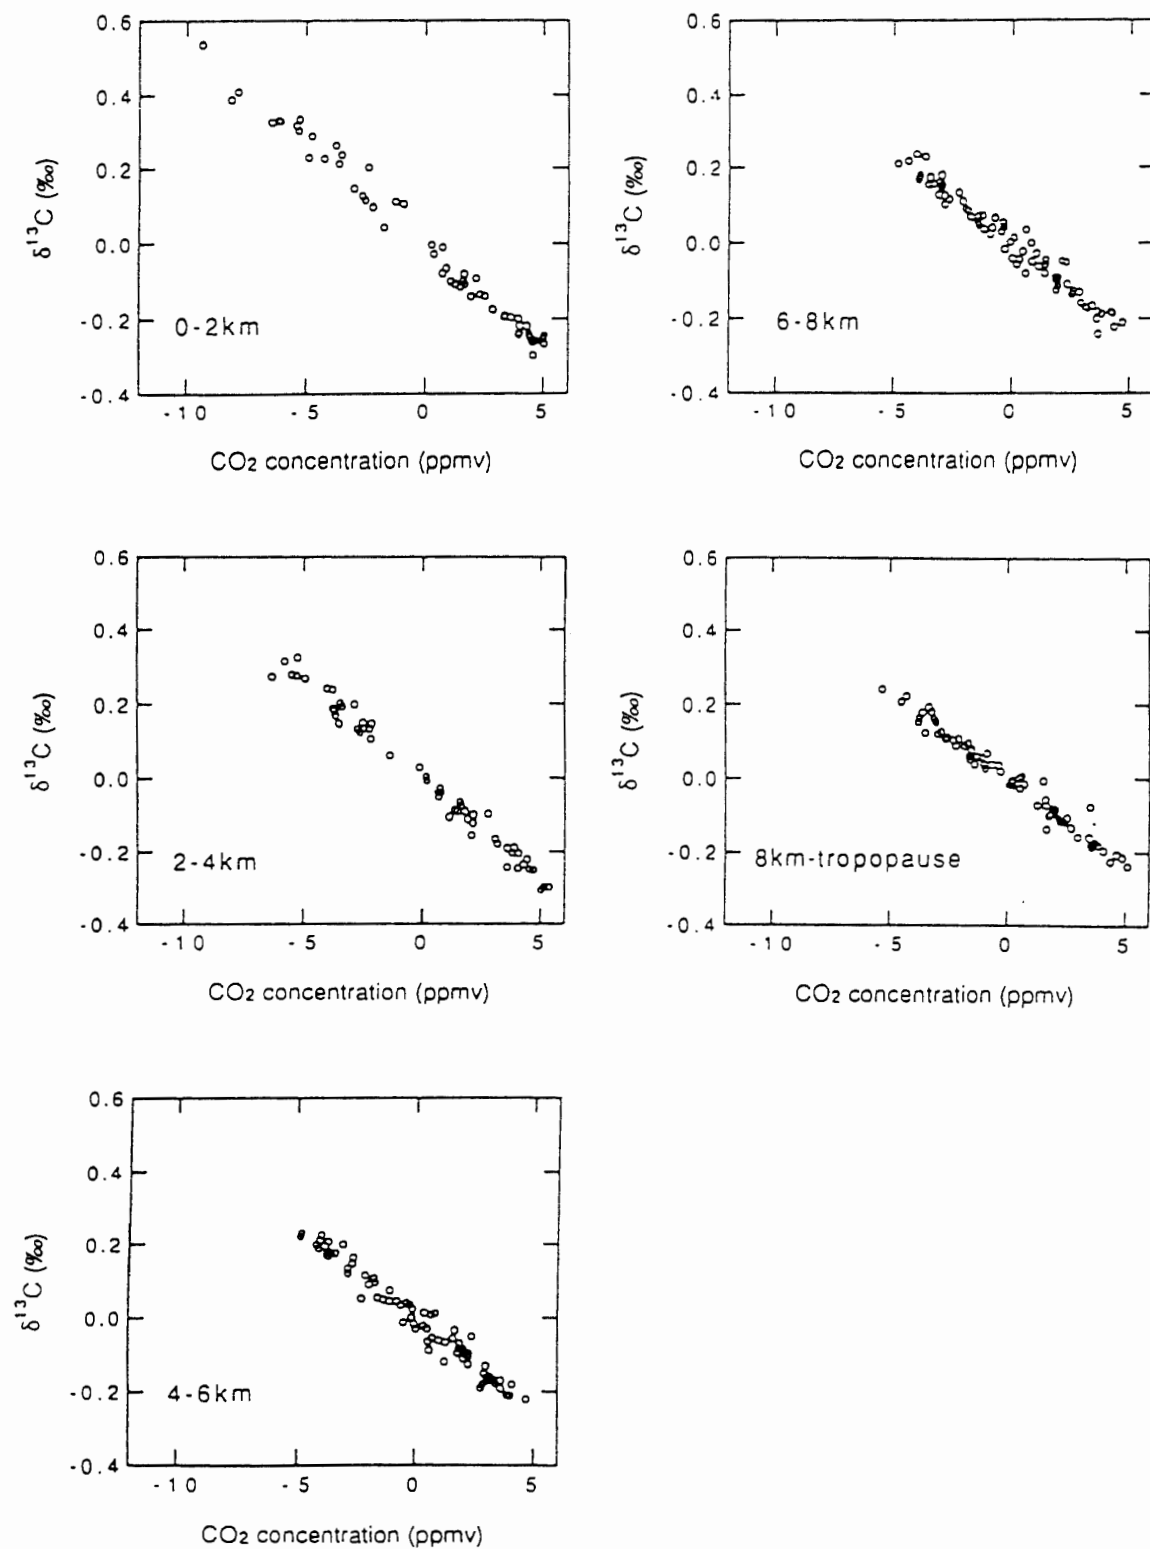 0.6
0.4
0.2
0.0
-0.2
-0.4
δ¹³C (‰)
0-2km
-10 -5 0 5
CO₂ concentration (ppmv)
0.6
0.4
0.2
0.0
-0.2
-0.4
δ¹³C (‰)
6-8km
-10 -5 0 5
CO₂ concentration (ppmv)
0.6
0.4
0.2
0.0
-0.2
-0.4
δ¹³C (‰)
2-4km
-10 -5 0 5
CO₂ concentration (ppmv)
0.6
0.4
0.2
0.0
-0.2
-0.4
δ¹³C (‰)
8km-tropopause
-10 -5 0 5
CO₂ concentration (ppmv)
0.6
0.4
0.2
0.0
-0.2
-0.4
δ¹³C (‰)
4-6km
-10 -5 0 5
CO₂ concentration (ppmv)